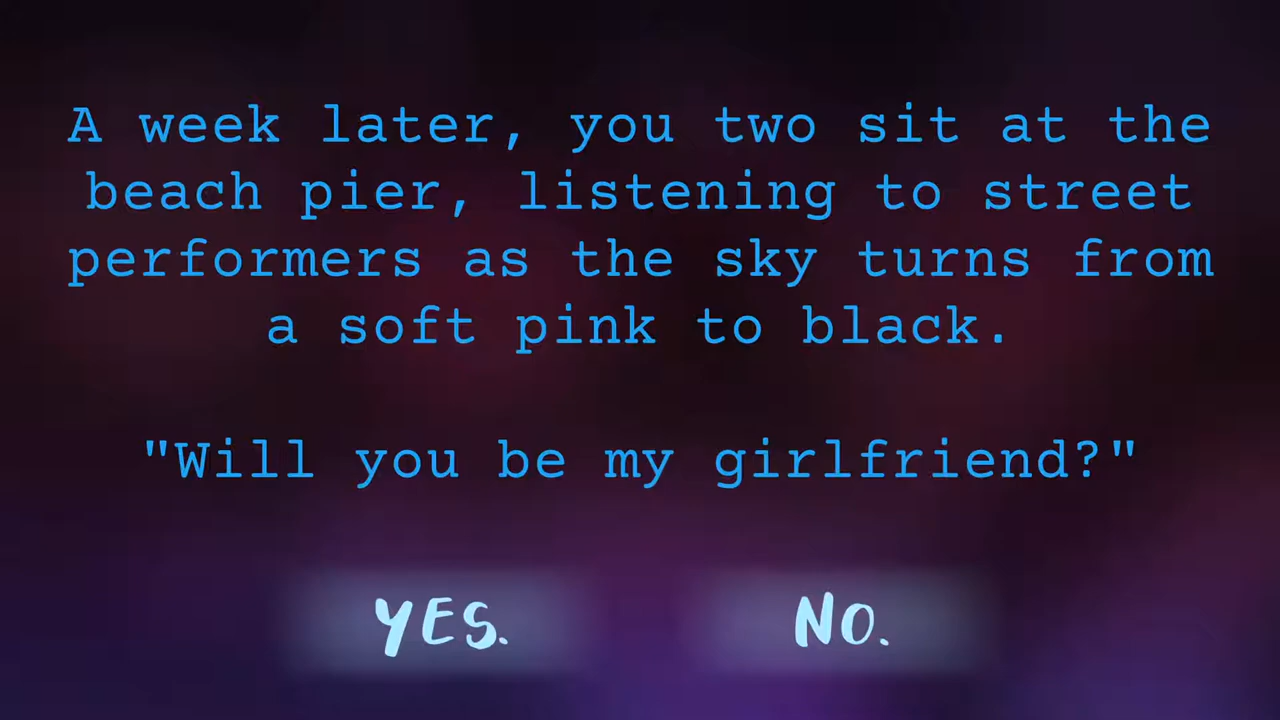 A week later, you two sit at the
beach pier, listening to street
performers as the sky turns from
a soft pink to black.
"Will you be my girlfriend?"
YES.
NO.